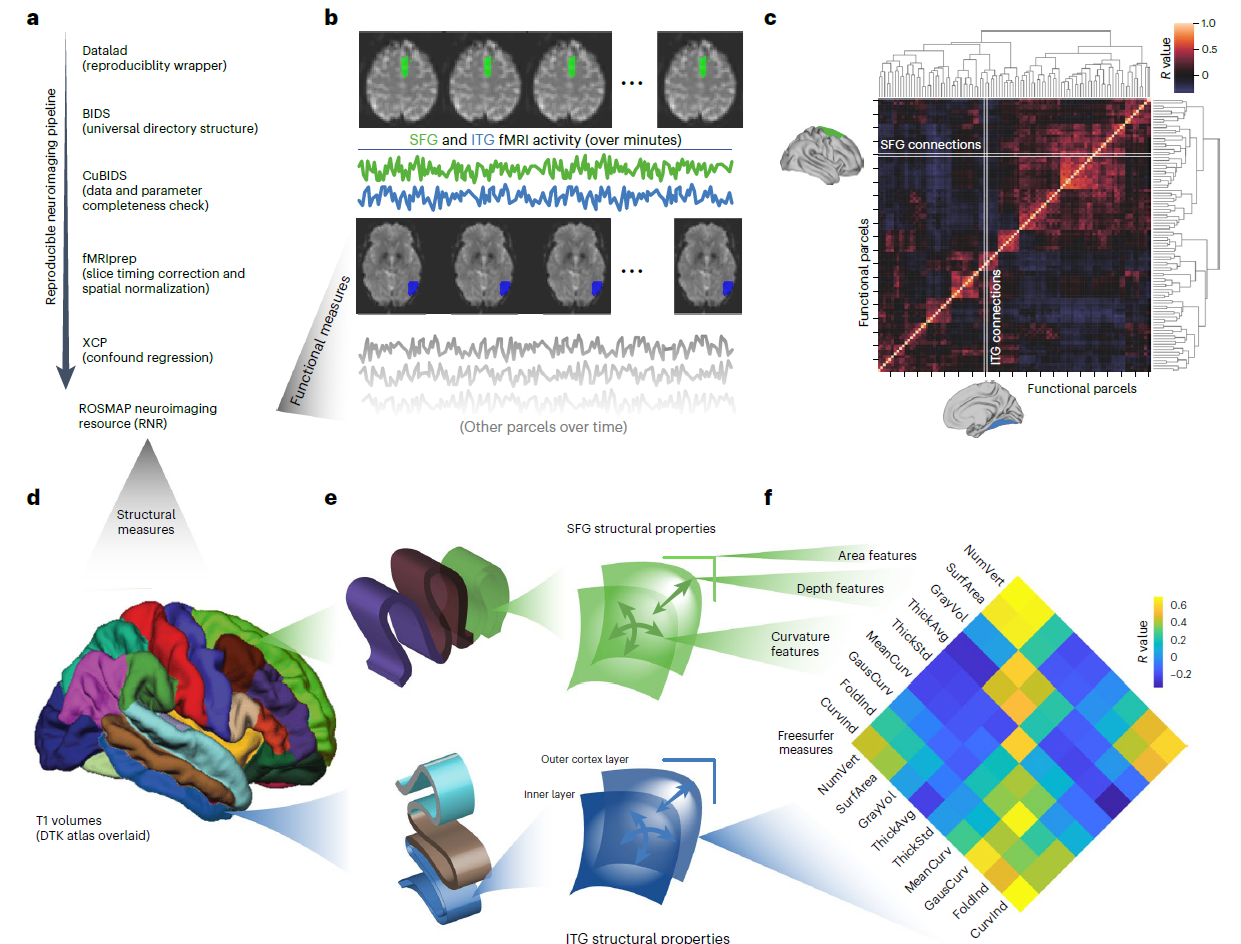 a
Reproducible neuroimaging pipeline
Datalad
(reproduciblity wrapper)
BIDS
(universal directory structure)
CuBIDS
(data and parameter
completeness check)
fMRIprep
(slice timing correction and
spatial normalization)
XCP
(confound regression)
ROSMAP neuroimaging
resource (RNR)
b
SFG and ITG fMRI activity (over minutes)
...
...
Functional measures
(Other parcels over time)
c
R value
1.0
0.5
0
SFG connections
ITG connections
Functional parcels
Functional parcels
d
Structural
measures
T1 volumes
(DTK atlas overlaid)
e
SFG structural properties
Area features
Depth features
Curvature
features
Outer cortex layer
Inner layer
ITG structural properties
f
NumVert
SurfArea
GrayVol
ThickAvg
ThickStd
MeanCurv
GausCurv
FoldInd
CurvInd
Freesurfer
measures
NumVert
SurfArea
GrayVol
ThickAvg
ThickStd
MeanCurv
GausCurv
FoldInd
CurvInd
R value
0.6
0.4
0.2
0
−0.2